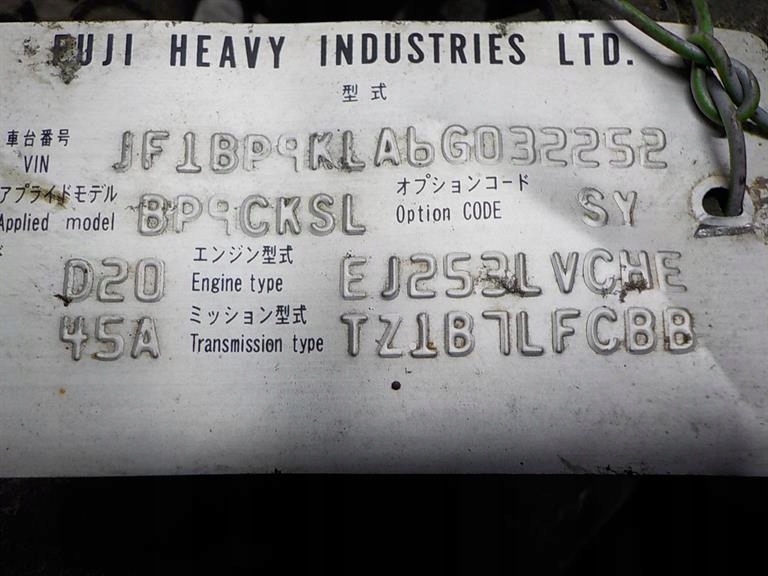 FUJI HEAVY INDUSTRIES LTD.
型式
車台番号
VIN JF1BP9KLA6G032252
アプライドモデル オプションコード
Applied model BP9CKSL Option CODE SY
エンジン型式
D20 Engine type EJ253LVCHE
ミッション型式
45A Transmission type TZ1B7LFCBB